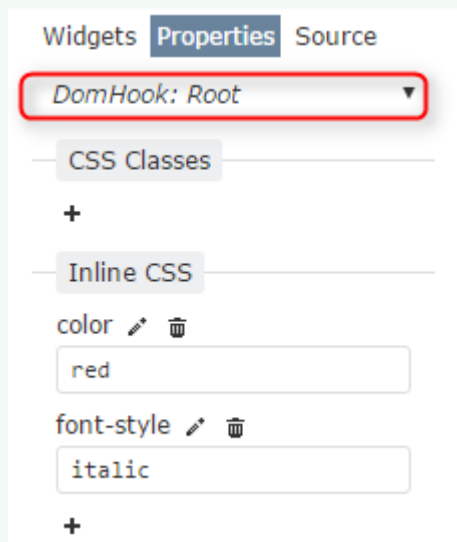 Widgets Properties Source
DomHook: Root
CSS Classes
+
Inline CSS
color
red
font-style
italic
+